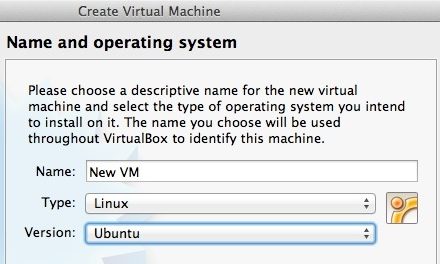 Create Virtual Machine
Name and operating system
Please choose a descriptive name for the new virtual
machine and select the type of operating system you intend
to install on it. The name you choose will be used
throughout VirtualBox to identify this machine.
Name: New VM
Type: Linux
Version: Ubuntu